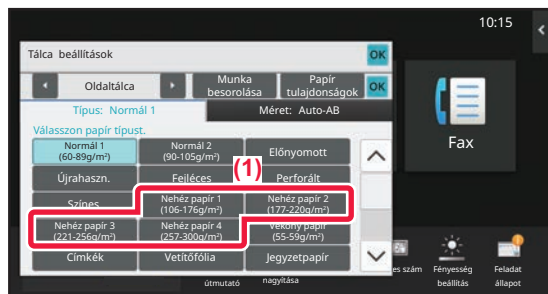 10:15
Tálca beállítások
OK
Oldaltálca
Munka
besorolása
Papír
tulajdonságok
OK
Típus: Normál 1
Méret: Auto-AB
Válasszon papír típust.
Normál 1
(60-89g/m²)
Normál 2
(90-105g/m²)
Előnyomott
Újrahaszn.
Fejléces
(1)
Perforált
Színes
Nehéz papír 1
(106-176g/m²)
Nehéz papír 2
(177-220g/m²)
Nehéz papír 3
(221-256g/m²)
Nehéz papír 4
(257-300g/m²)
Vékony papír
(55-59g/m²)
Címkék
Vetítőfólia
Jegyzetpapír
Fax
útmutató
nagyítása
es szám
Fényesség
beállítás
Feladat
állapot